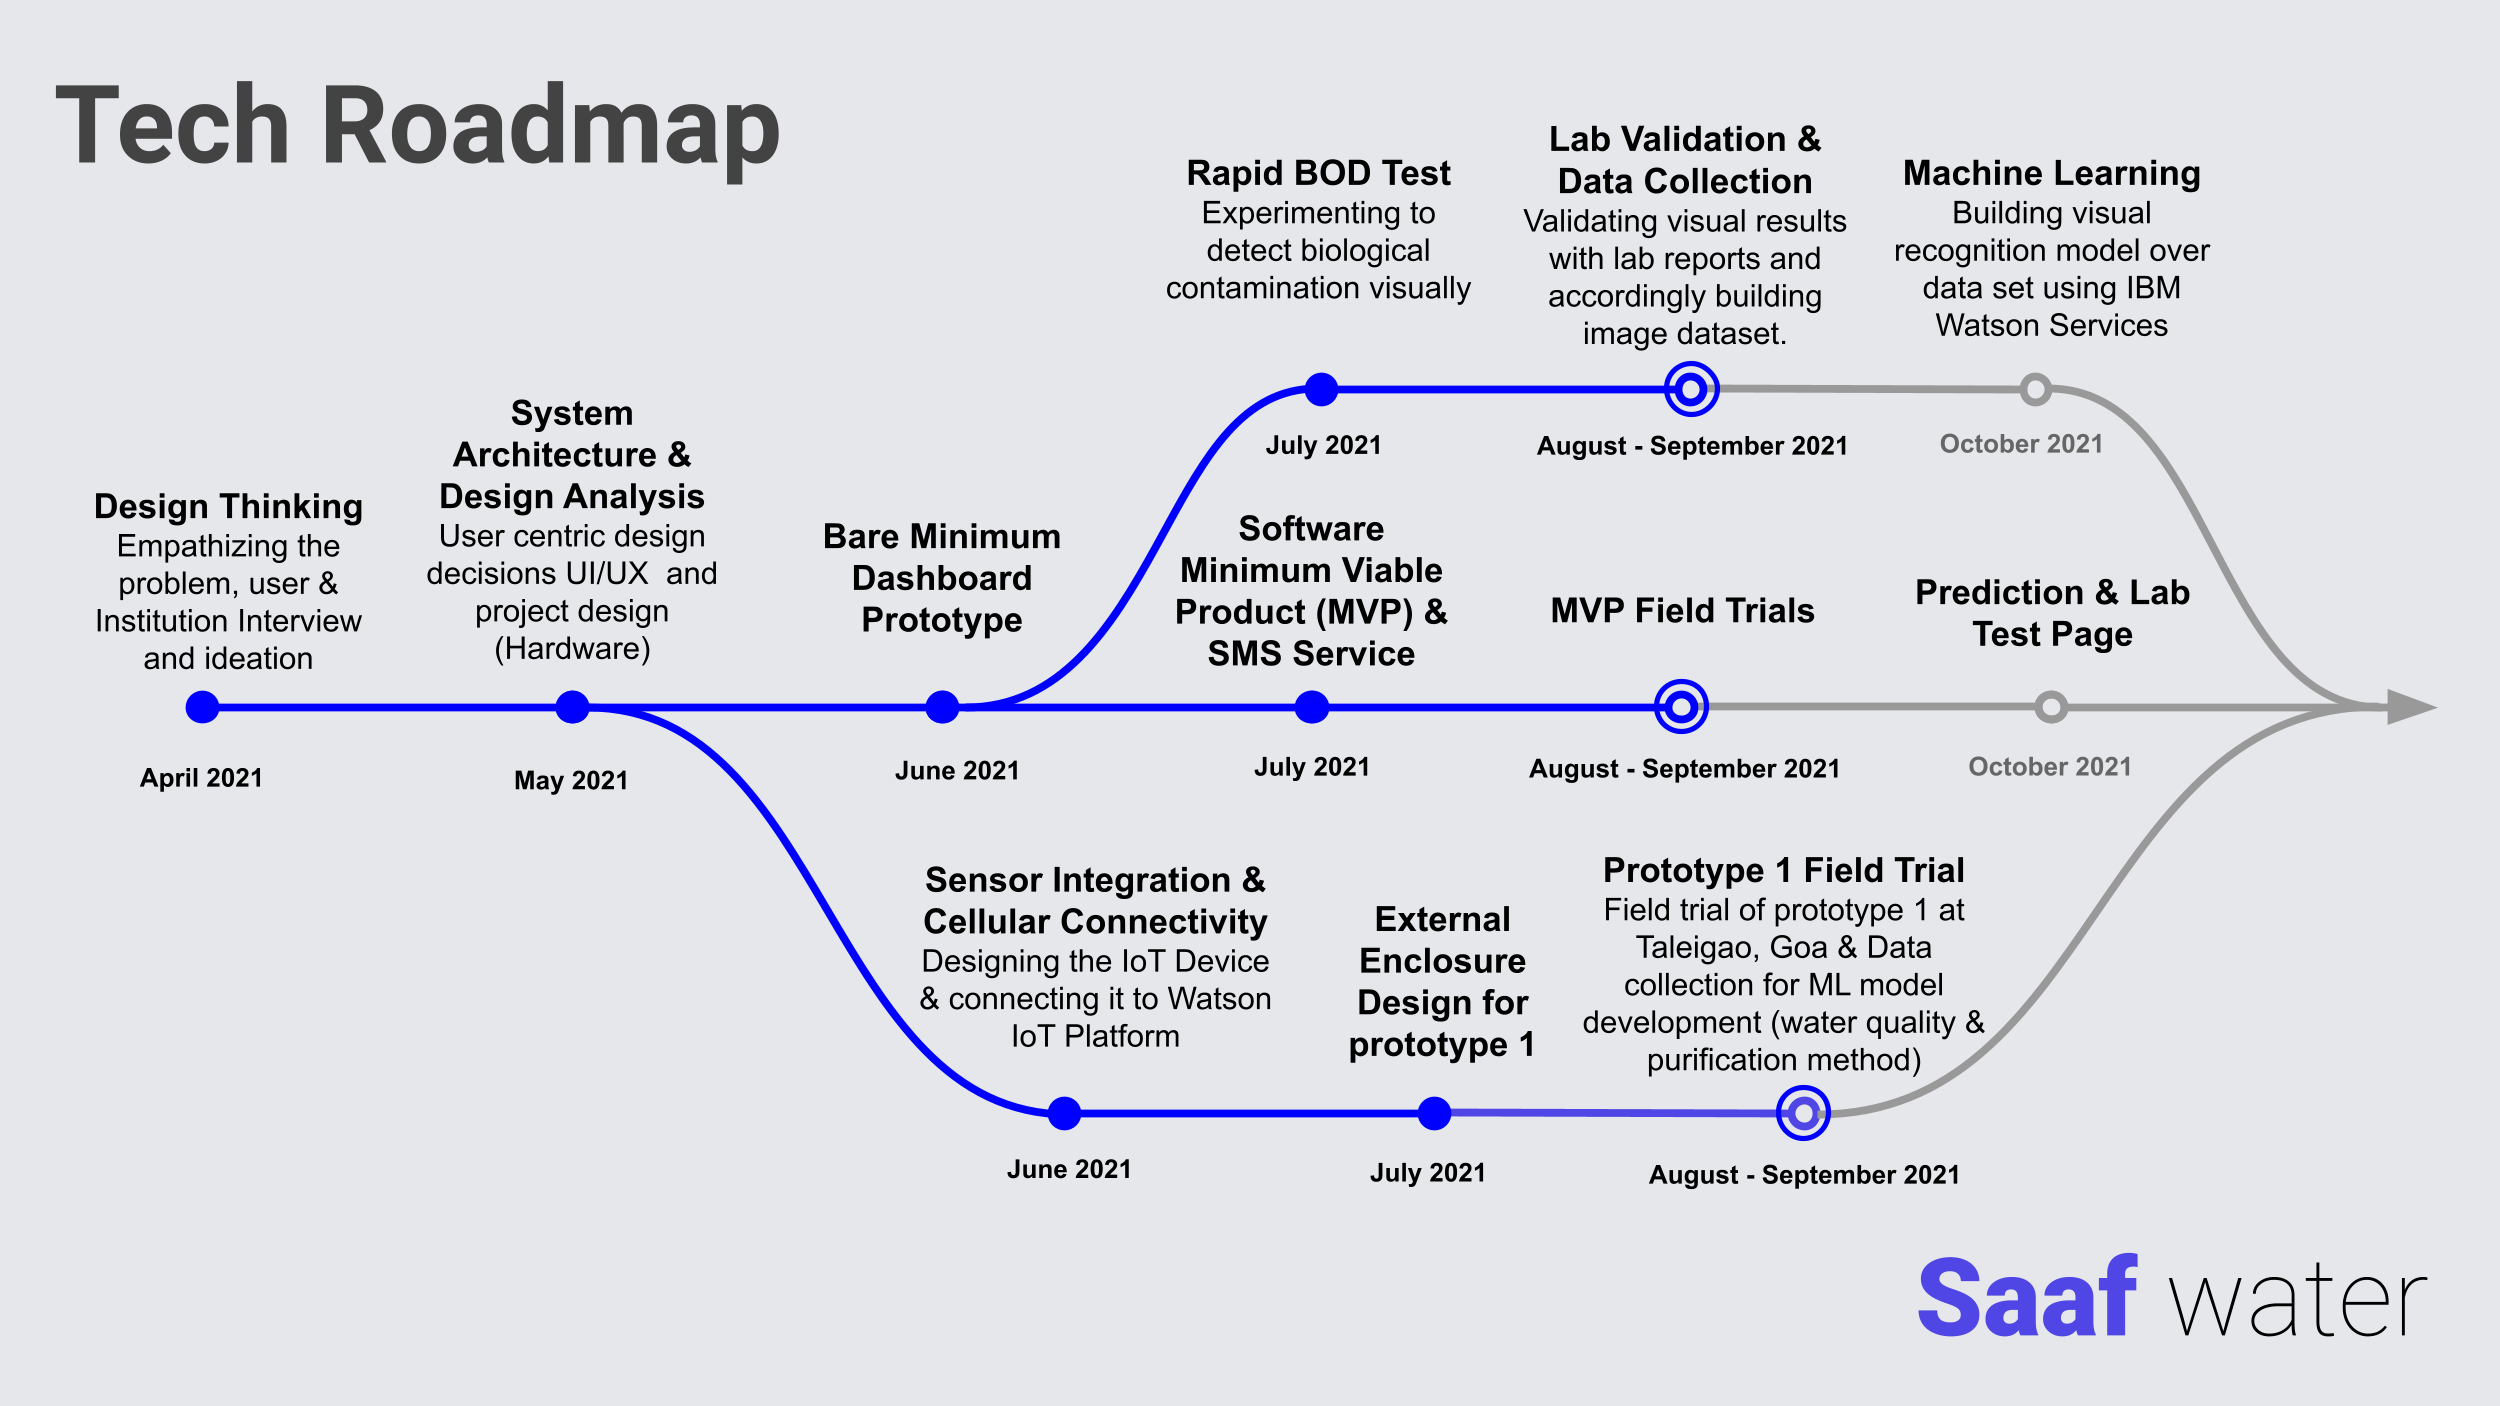 Tech Roadmap
Design Thinking
Empathizing the
problem, user &
Institution Interview
and ideation
April 2021
System
Architecture &
Design Analysis
User centric design
decisions UI/UX and
project design
(Hardware)
May 2021
Bare Minimum
Dashboard
Prototype
June 2021
Rapid BOD Test
Experimenting to
detect biological
contamination visually
July 2021
Lab Validation &
Data Collection
Validating visual results
with lab reports and
accordingly building
image dataset.
August - September 2021
Machine Learning
Building visual
recognition model over
data set using IBM
Watson Services
October 2021
Software
Minimum Viable
Product (MVP) &
SMS Service
July 2021
MVP Field Trials
August - September 2021
Prediction & Lab
Test Page
October 2021
Sensor Integration &
Cellular Connectivity
Designing the IoT Device
& connecting it to Watson
IoT Platform
June 2021
External
Enclosure
Design for
prototype 1
July 2021
Prototype 1 Field Trial
Field trial of prototype 1 at
Taleigao, Goa & Data
collection for ML model
development (water quality &
purification method)
August - September 2021
Saaf water